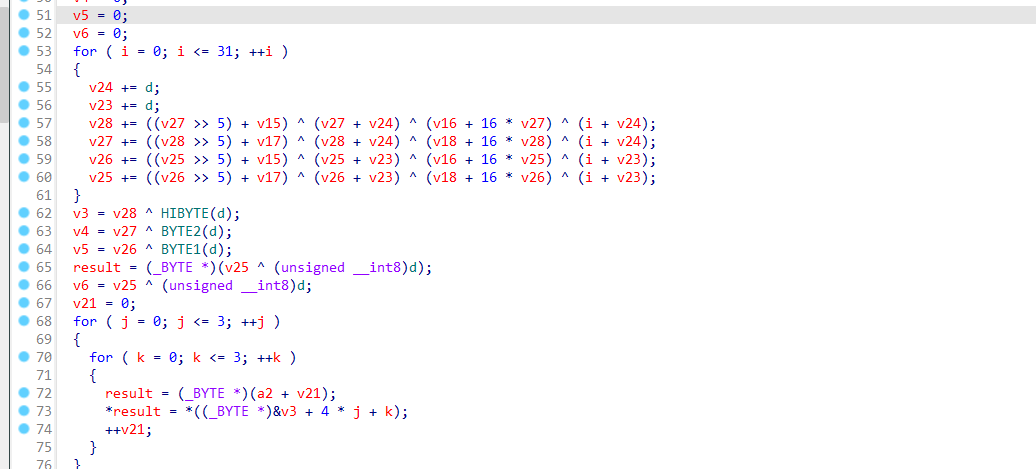 51 v5 = 0;
52 v6 = 0;
53 for ( i = 0; i <= 31; ++i )
54 {
55 v24 += d;
56 v23 += d;
57 v28 += ((v27 >> 5) + v15) ^ (v27 + v24) ^ (v16 + 16 * v27) ^ (i + v24);
58 v27 += ((v28 >> 5) + v17) ^ (v28 + v24) ^ (v18 + 16 * v28) ^ (i + v24);
59 v26 += ((v25 >> 5) + v15) ^ (v25 + v23) ^ (v16 + 16 * v25) ^ (i + v23);
60 v25 += ((v26 >> 5) + v17) ^ (v26 + v23) ^ (v18 + 16 * v26) ^ (i + v23);
61 }
62 v3 = v28 ^ HIBYTE(d);
63 v4 = v27 ^ BYTE2(d);
64 v5 = v26 ^ BYTE1(d);
65 result = (_BYTE *)(v25 ^ (unsigned __int8)d);
66 v6 = v25 ^ (unsigned __int8)d;
67 v21 = 0;
68 for ( j = 0; j <= 3; ++j )
69 {
70 for ( k = 0; k <= 3; ++k )
71 {
72 result = (_BYTE *)(a2 + v21);
73 *result = *((_BYTE *)&v3 + 4 * j + k);
74 ++v21;
75 }
76 }